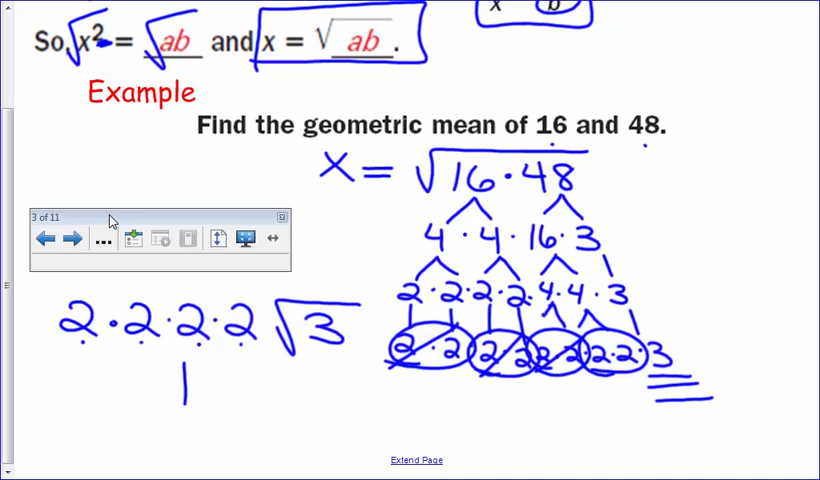 x b
So, √x² = √ab and x = √ab.
Example
Find the geometric mean of 16 and 48.
x = √16·48
3 of 11
4 · 4 · 16 · 3
2 · 2 · 2 · 2 · 4 · 4 · 3
2 · 2 · 2 · 2 √3
2 · 2 · 2 · 2 · 2 · 2 · 2 · 2 · 3
1
Extend Page